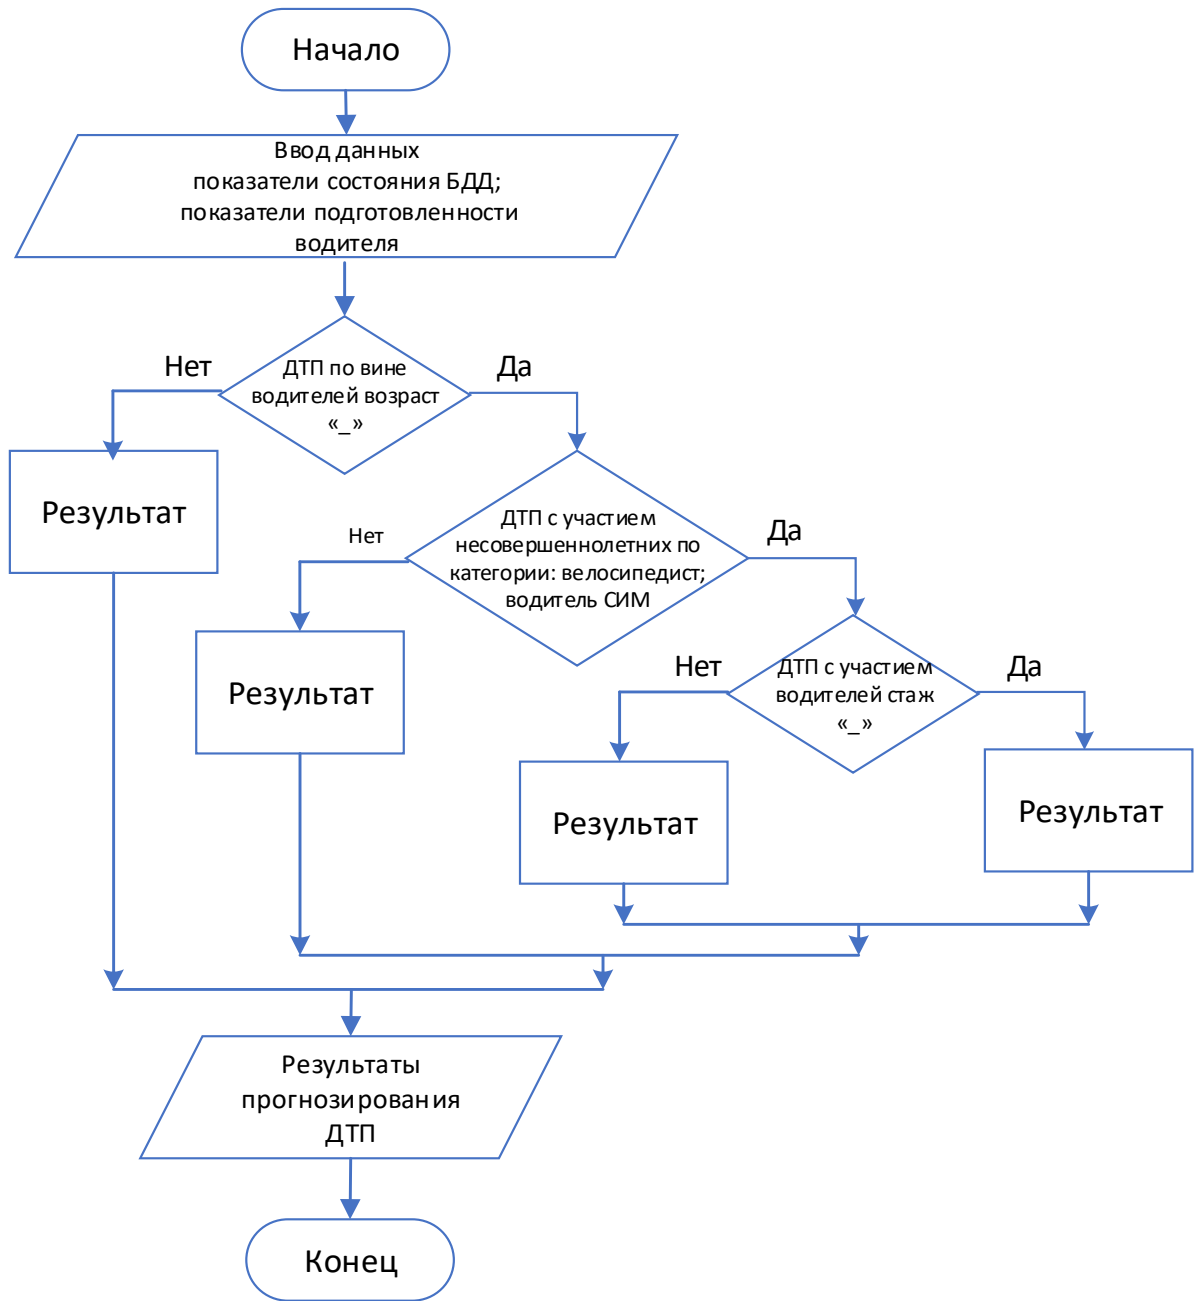 Начало
Ввод данных
показатели состояния БДД;
показатели подготовленности
водителя
Нет
Да
ДТП по вине
водителей возраст
«_»
Результат
Нет
ДТП с участием
несовершеннолетних по
категории: велосипедист;
водитель СИМ
Да
Результат
Нет
ДТП с участием
водителей стаж
«_»
Да
Результат
Результат
Результаты
прогнозирования
ДТП
Конец